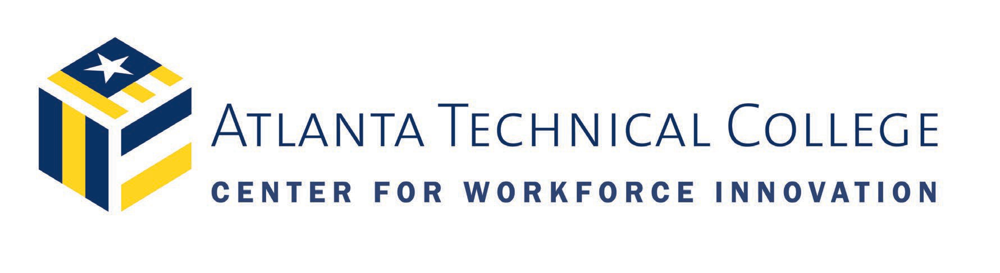 ATLANTA TECHNICAL COLLEGE
CENTER FOR WORKFORCE INNOVATION